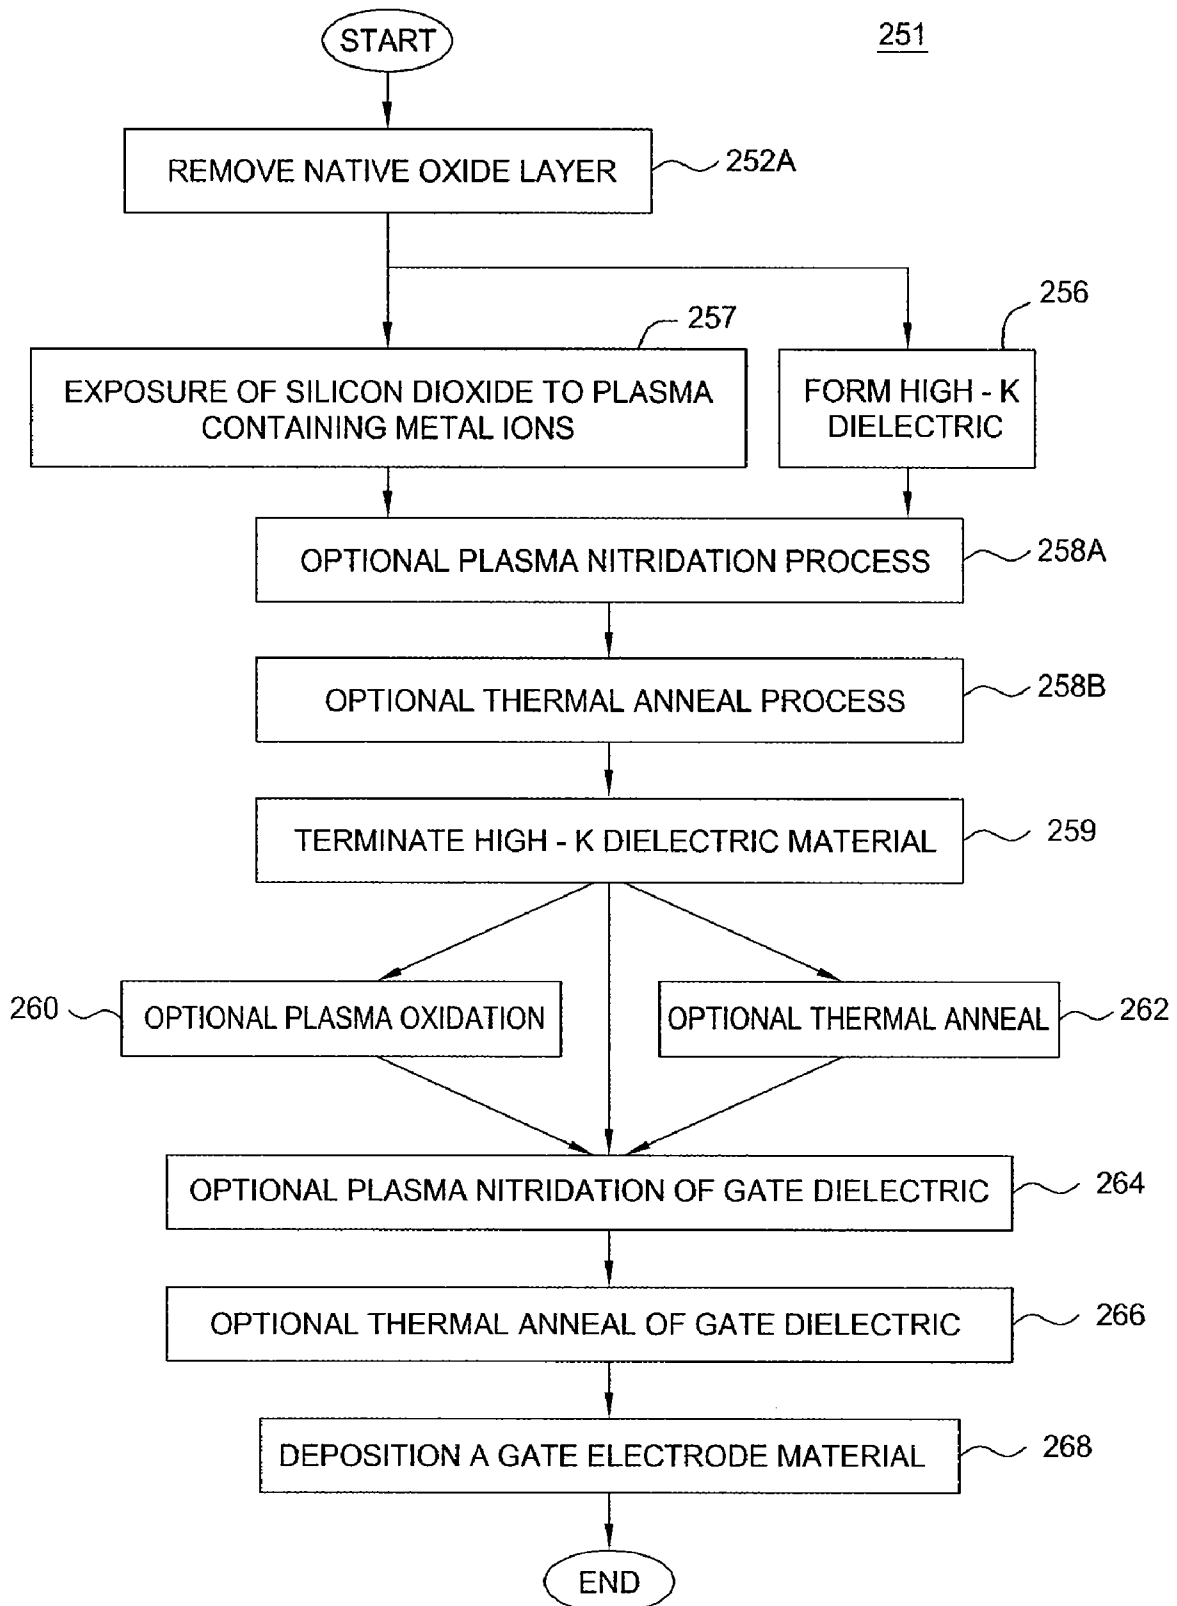 START
251
REMOVE NATIVE OXIDE LAYER
252A
257
256
EXPOSURE OF SILICON DIOXIDE TO PLASMA
CONTAINING METAL IONS
FORM HIGH - K
DIELECTRIC
OPTIONAL PLASMA NITRIDATION PROCESS
258A
OPTIONAL THERMAL ANNEAL PROCESS
258B
TERMINATE HIGH - K DIELECTRIC MATERIAL
259
260
OPTIONAL PLASMA OXIDATION
OPTIONAL THERMAL ANNEAL
262
OPTIONAL PLASMA NITRIDATION OF GATE DIELECTRIC
264
OPTIONAL THERMAL ANNEAL OF GATE DIELECTRIC
266
DEPOSITION A GATE ELECTRODE MATERIAL
268
END